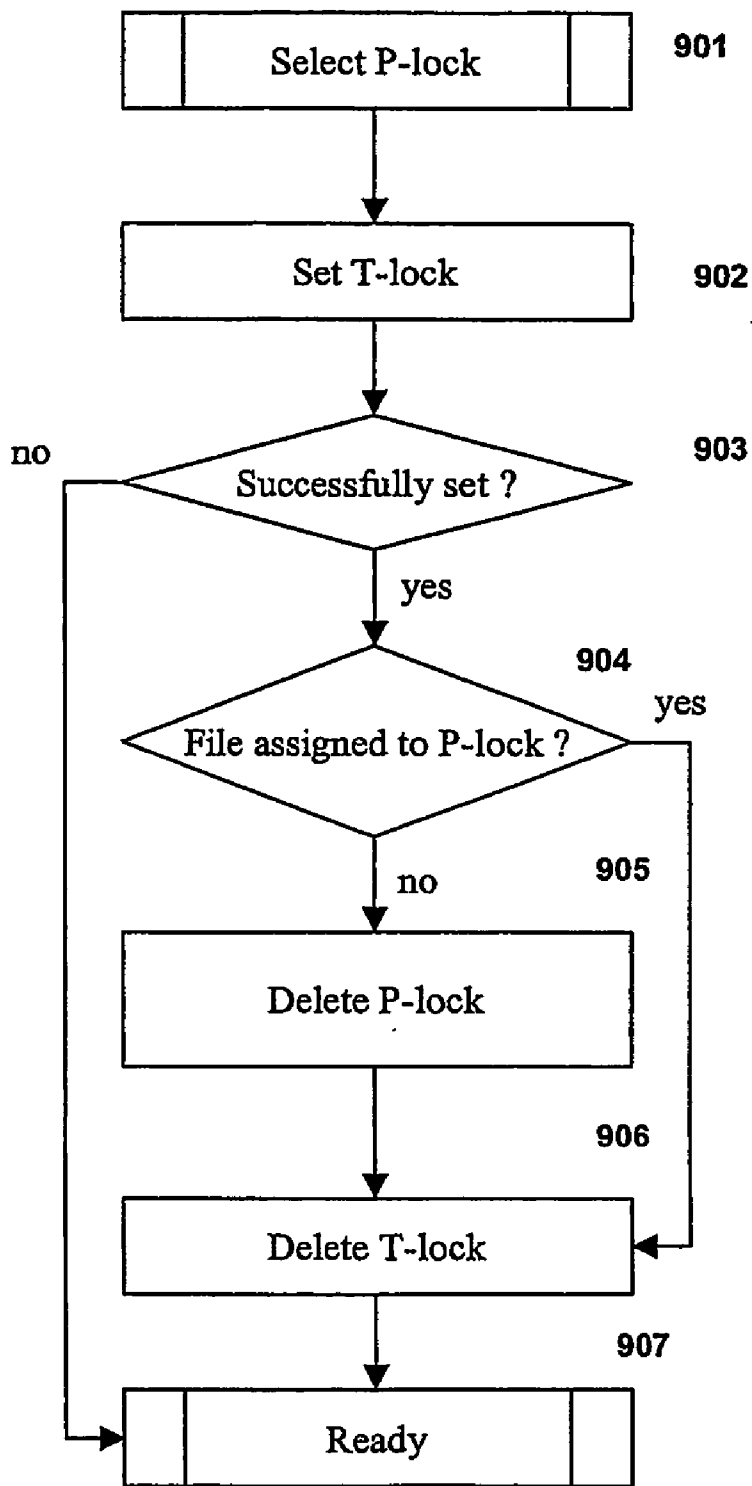 Select P-lock
901
Set T-lock
902
no
903
Successfully set ?
yes
904
yes
File assigned to P-lock ?
905
no
Delete P-lock
906
Delete T-lock
907
Ready